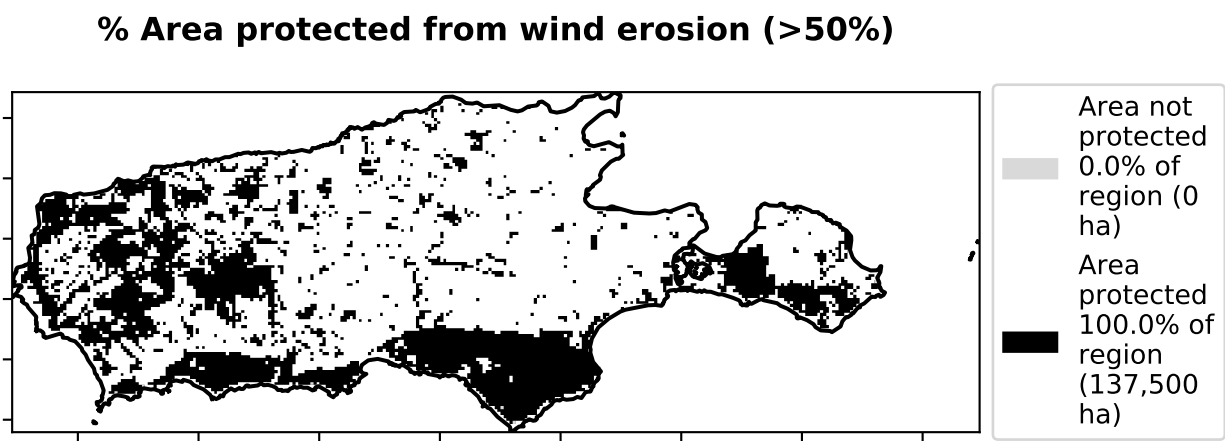 % Area protected from wind erosion (>50%)
Area not
protected
0.0% of
region (0
ha)
Area
protected
100.0% of
region
(137,500
ha)